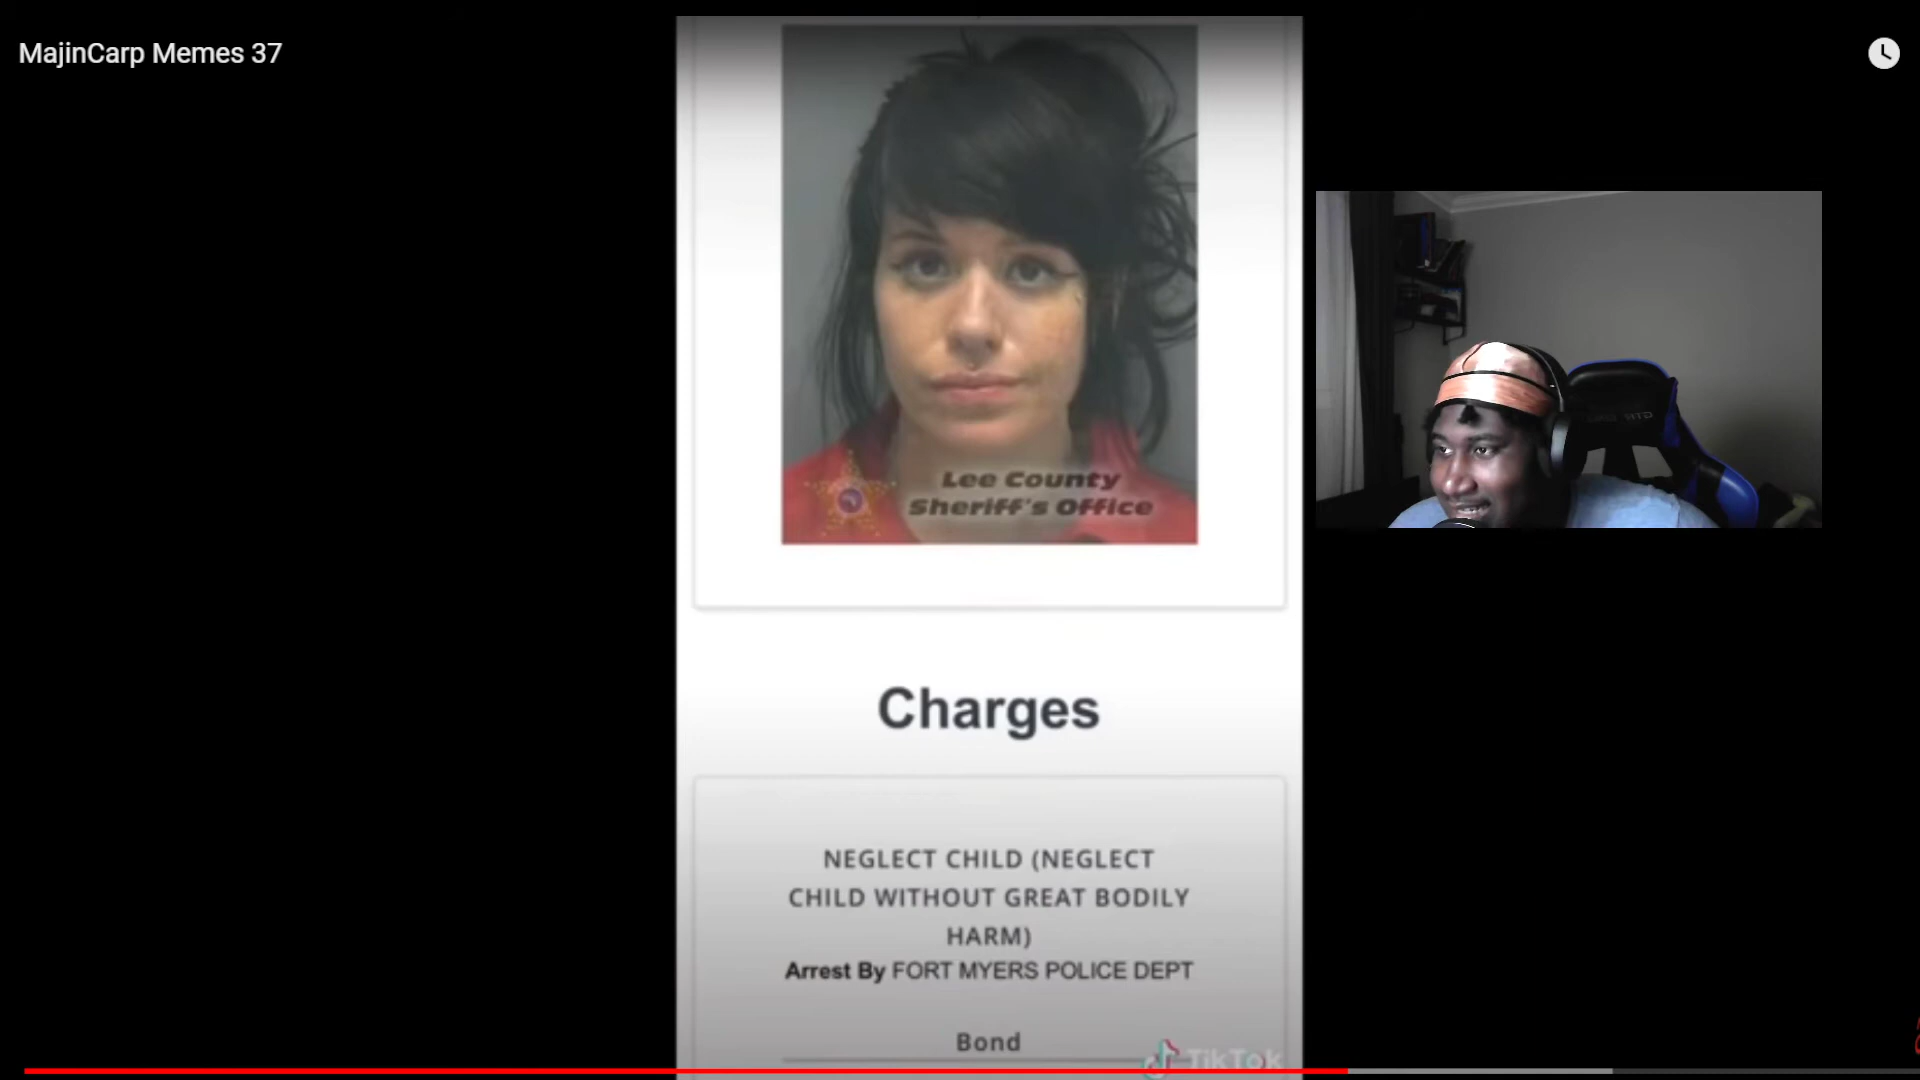 MajinCarp Memes 37
Lee County
Sheriff's Office
Charges
NEGLECT CHILD (NEGLECT
CHILD WITHOUT GREAT BODILY
HARM)
Arrest By FORT MYERS POLICE DEPT
Bond
TikTok